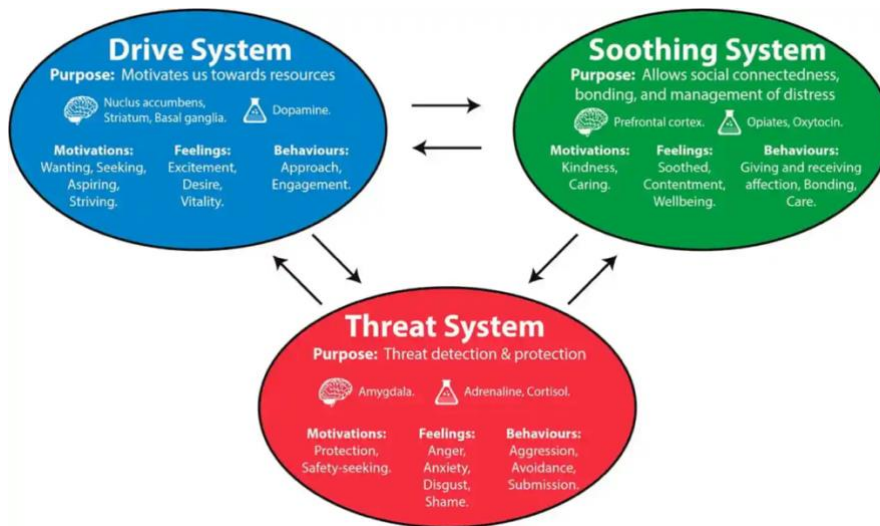 Drive System
Purpose: Motivates us towards resources
Nuclus accumbens,
Striatum, Basal ganglia.
Dopamine.
Motivations:
Wanting, Seeking,
Aspiring,
Striving.
Feelings:
Excitement,
Desire,
Vitality.
Behaviours:
Approach,
Engagement.
Soothing System
Purpose: Allows social connectedness,
bonding, and management of distress
Prefrontal cortex.
Opiates, Oxytocin.
Motivations:
Kindness,
Caring.
Feelings:
Soothed,
Contentment,
Wellbeing.
Behaviours:
Giving and receiving
affection, Bonding,
Care.
Threat System
Purpose: Threat detection & protection
Amygdala.
Adrenaline, Cortisol.
Motivations:
Protection,
Safety-seeking.
Feelings:
Anger,
Anxiety,
Disgust,
Shame.
Behaviours:
Aggression,
Avoidance,
Submission.